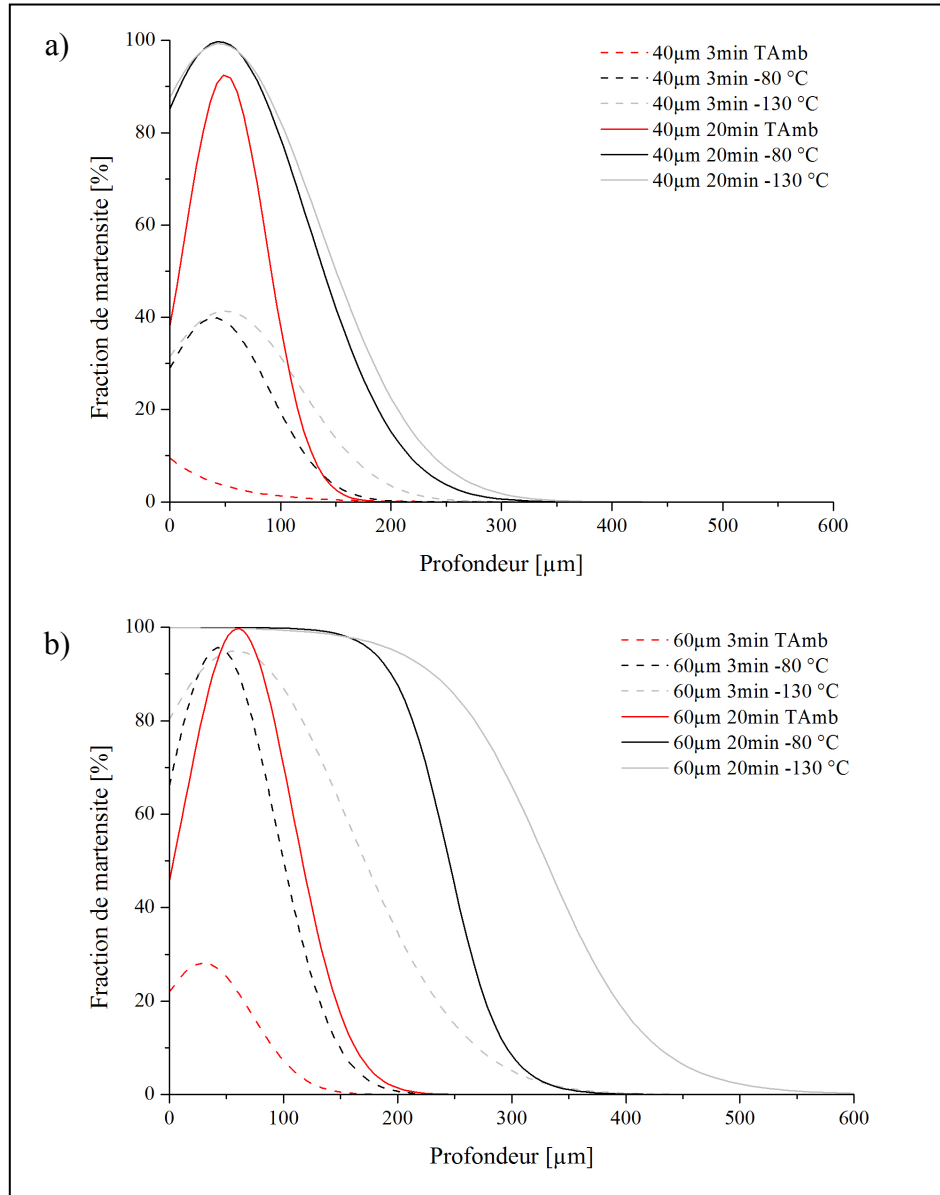 a)
100
80
60
40
20
0
Fraction de martensite [%]
0 100 200 300 400 500 600
Profondeur [µm]
40µm 3min TAmb
40µm 3min -80 °C
40µm 3min -130 °C
40µm 20min TAmb
40µm 20min -80 °C
40µm 20min -130 °C
b)
100
80
60
40
20
0
Fraction de martensite [%]
0 100 200 300 400 500 600
Profondeur [µm]
60µm 3min TAmb
60µm 3min -80 °C
60µm 3min -130 °C
60µm 20min TAmb
60µm 20min -80 °C
60µm 20min -130 °C